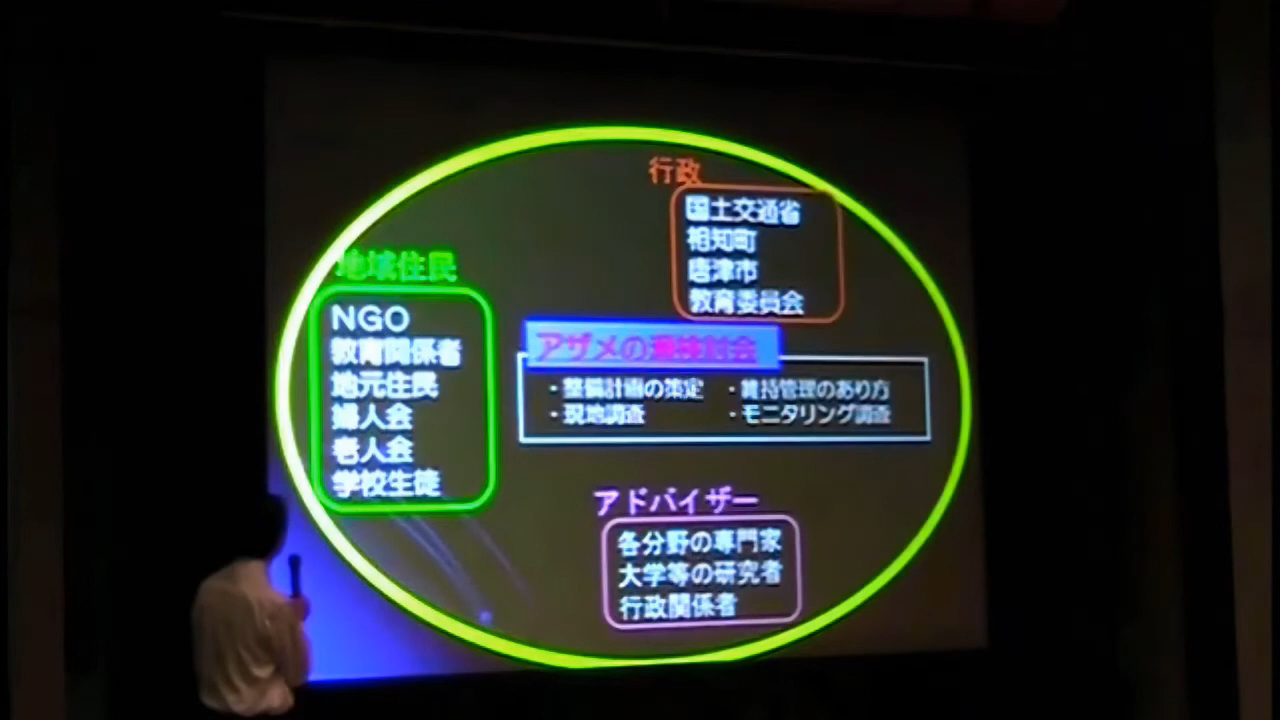 行政
国土交通省
相知町
唐津市
教育委員会
地域住民
NGO
教育関係者
地元住民
婦人会
老人会
学校生徒
アザメの瀬検討会
・整備計画の策定 ・維持管理のあり方
・現地調査 ・モニタリング調査
アドバイザー
各分野の専門家
大学等の研究者
行政関係者